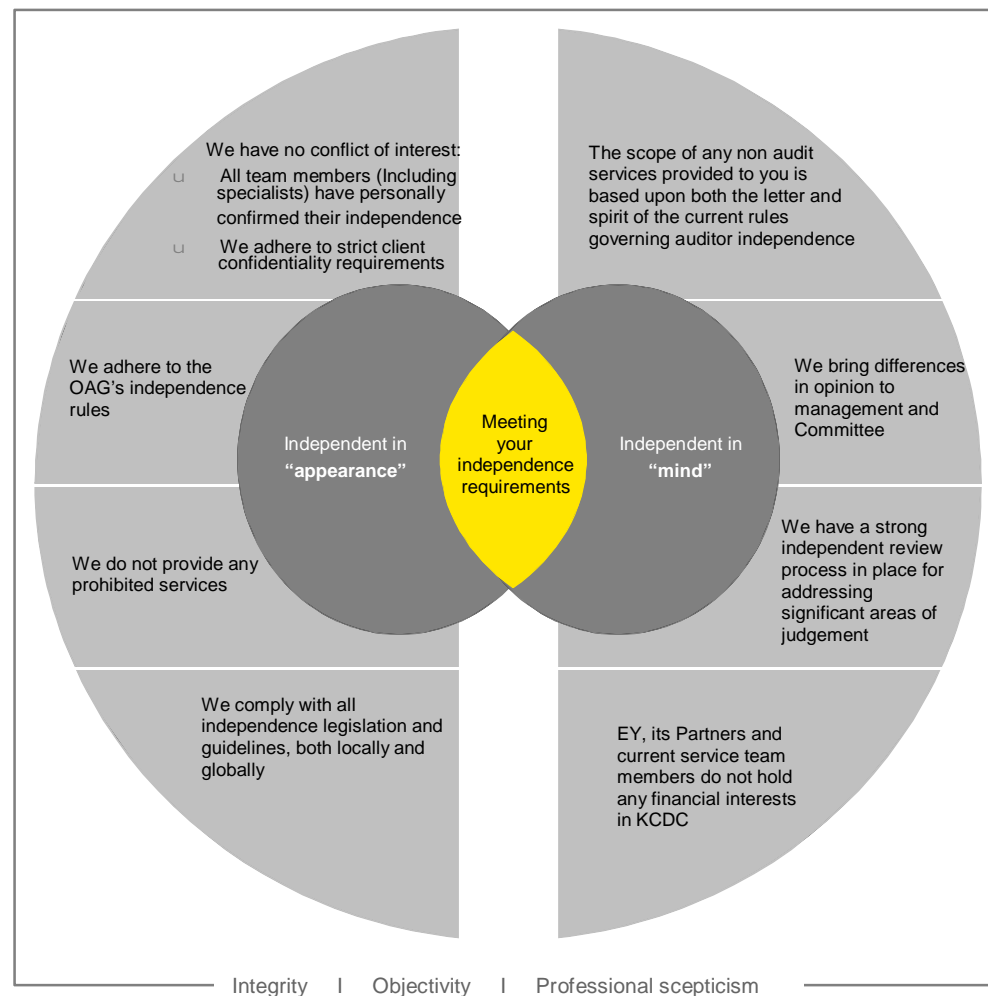 We have no conflict of interest:
u All team members (Including
specialists) have personally
confirmed their independence
u We adhere to strict client
confidentiality requirements
We adhere to the
OAG’s independence
rules
We do not provide any
prohibited services
We comply with all
independence legislation and
guidelines, both locally and
globally
Independent in
“appearance”
Meeting
your
independence
requirements
Independent in
“mind”
The scope of any non audit
services provided to you is
based upon both the letter and
spirit of the current rules
governing auditor independence
We bring differences
in opinion to
management and
Committee
We have a strong
independent review
process in place for
addressing
significant areas of
judgement
EY, its Partners and
current service team
members do not hold
any financial interests
in KCDC
Integrity I Objectivity I Professional scepticism